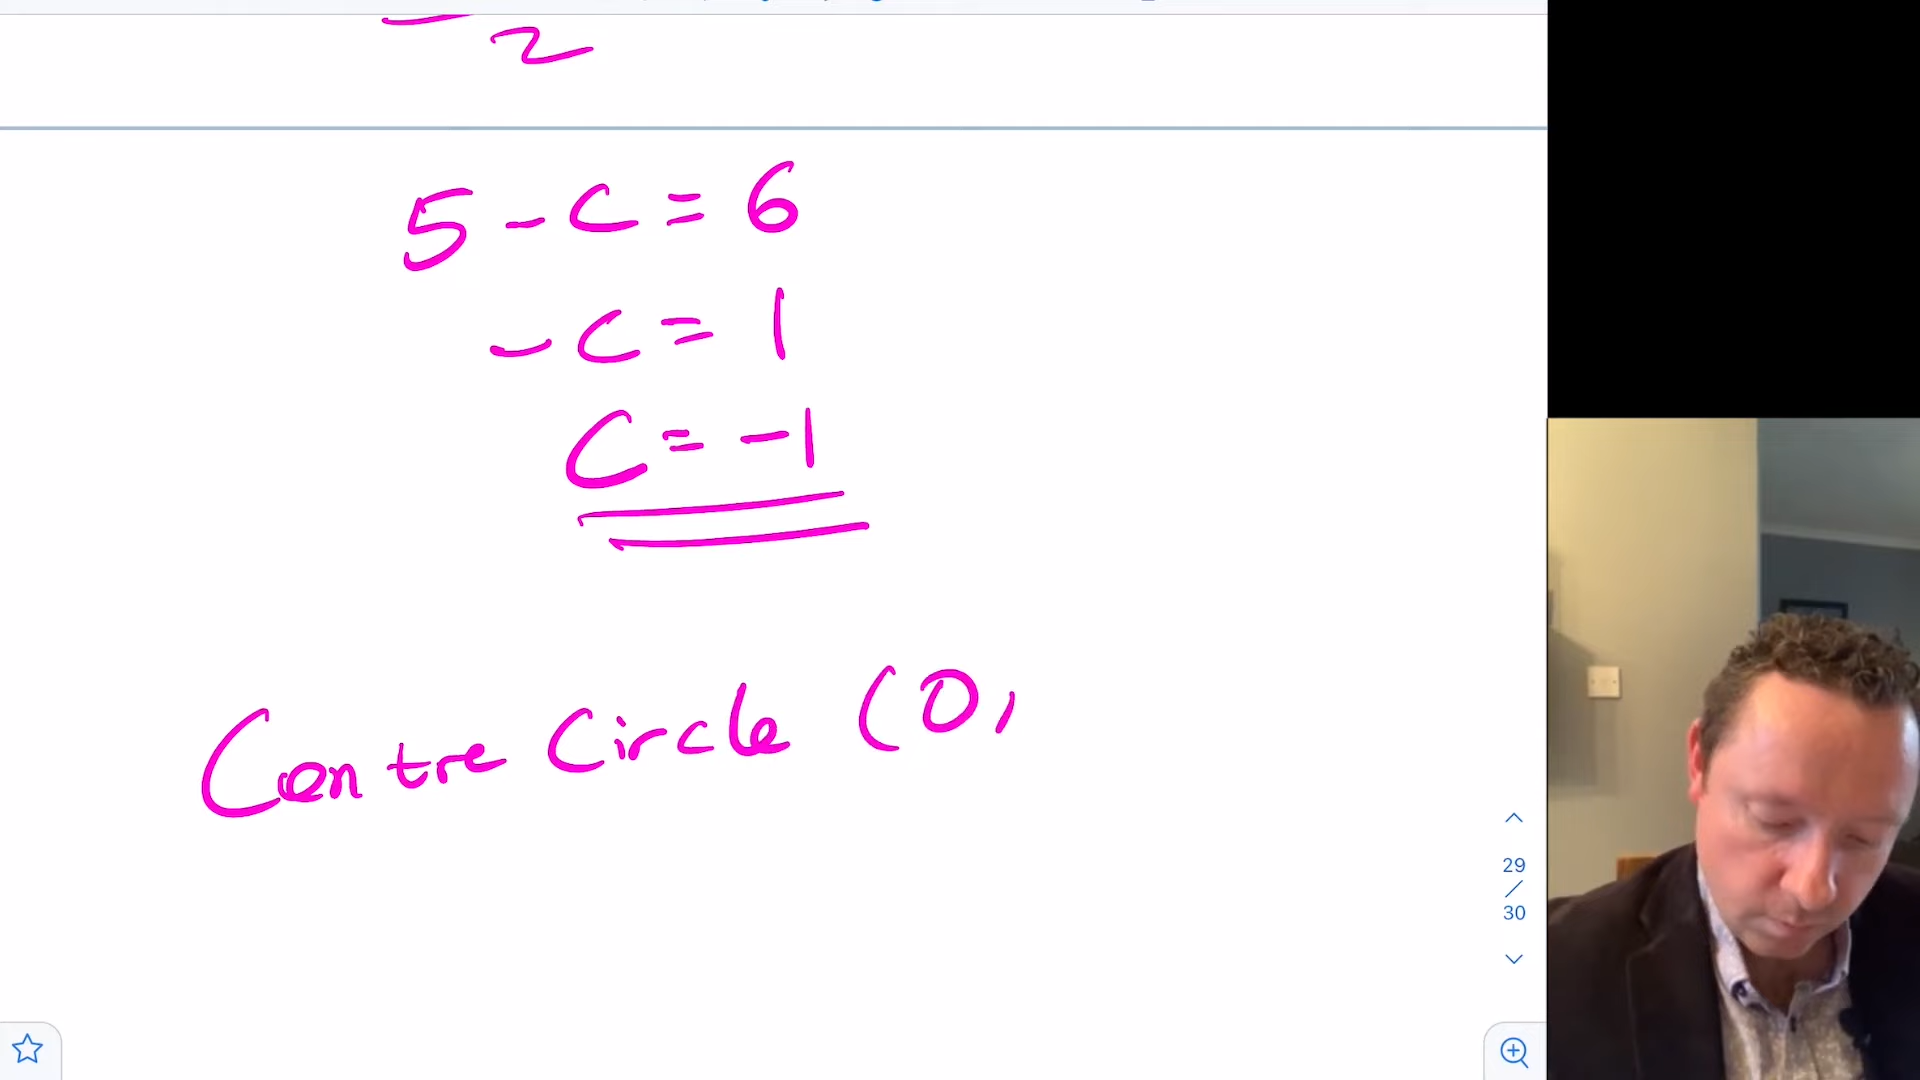 2
5 - c = 6
- c = 1
C = -1
Centre Circle (0,
29
/
30